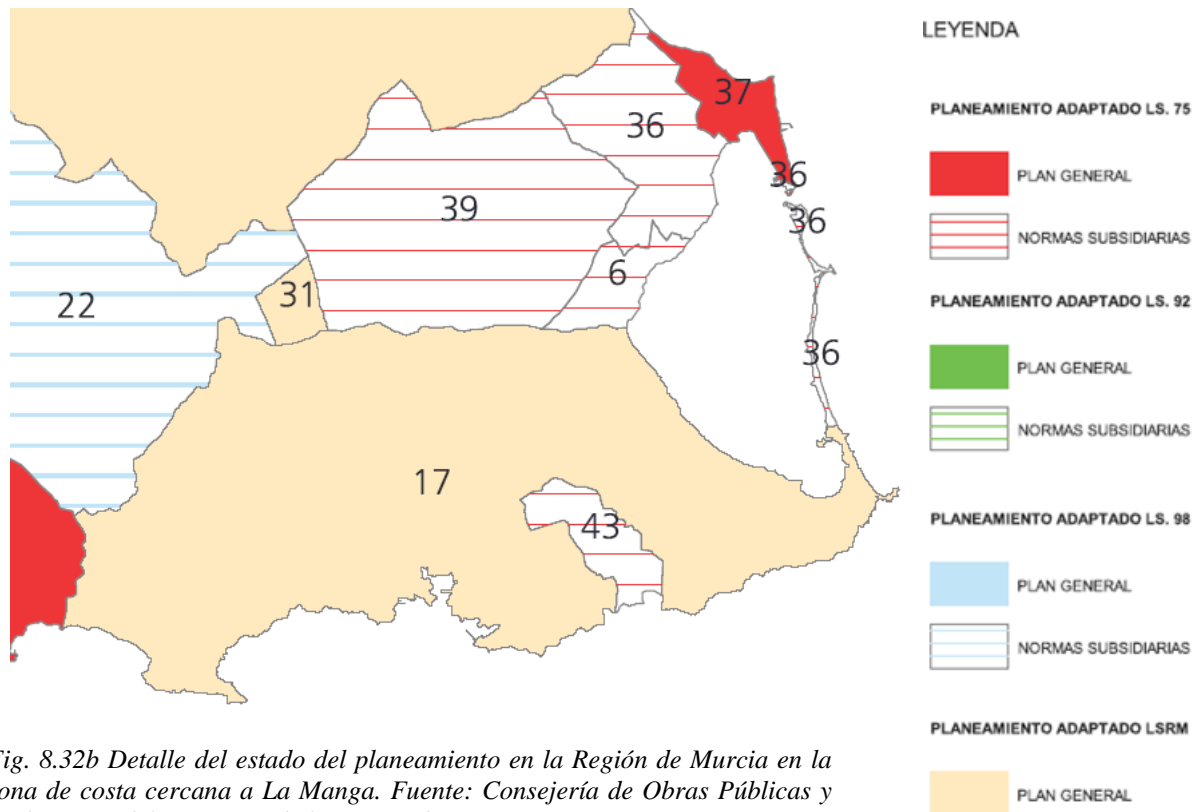 37
36
36
39
36
6
31
22
36
17
43
LEYENDA
PLANEAMIENTO ADAPTADO LS. 75
PLAN GENERAL
NORMAS SUBSIDIARIAS
PLANEAMIENTO ADAPTADO LS. 92
PLAN GENERAL
NORMAS SUBSIDIARIAS
PLANEAMIENTO ADAPTADO LS. 98
PLAN GENERAL
NORMAS SUBSIDIARIAS
PLANEAMIENTO ADAPTADO LSRM
PLAN GENERAL
Fig. 8.32b Detalle del estado del planeamiento en la Región de Murcia en la
zona de costa cercana a La Manga. Fuente: Consejería de Obras Públicas y